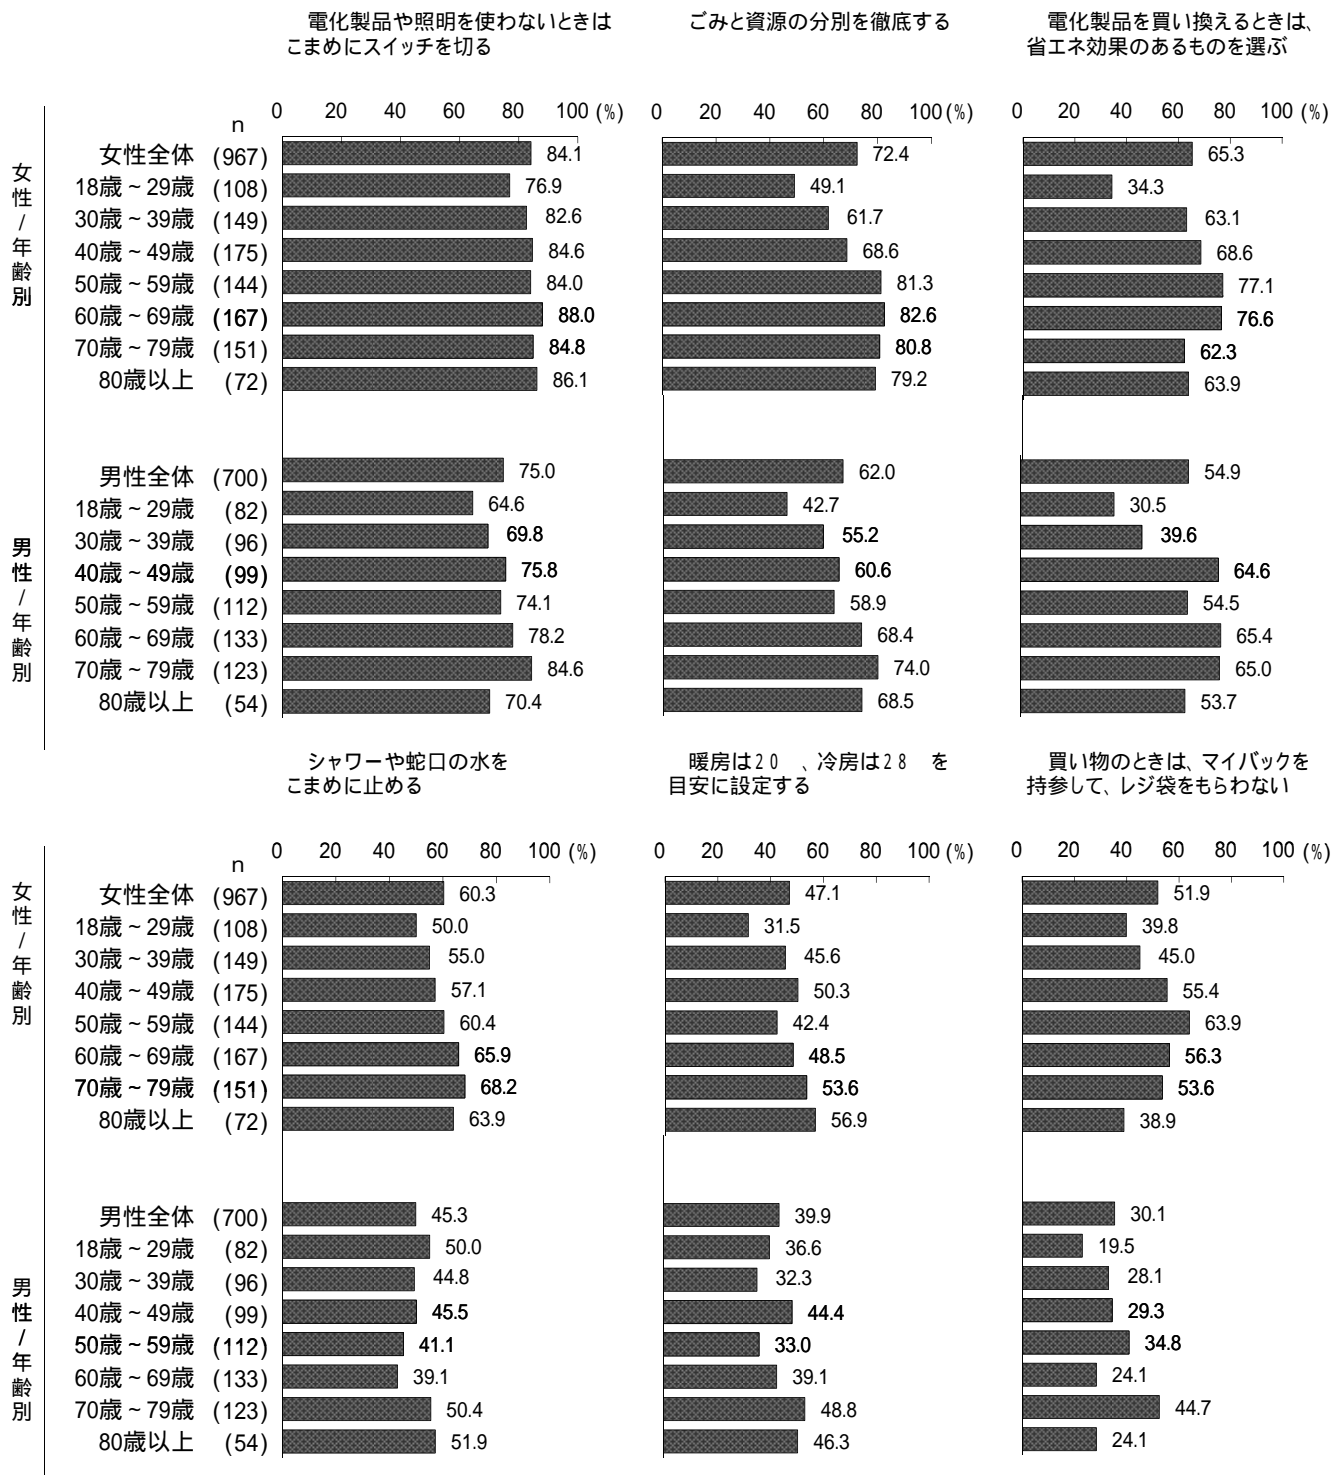 電化製品や照明を使わないときは
こまめにスイッチを切る
ごみと資源の分別を徹底する
電化製品を買い換えるときは、
省エネ効果のあるものを選ぶ
0 20 40 60 80 100 (%) 0 20 40 60 80 100 (%) 0 20 40 60 80 100 (%)
n
女性/年齢別
女性全体 (967) 84.1 72.4 65.3
18歳~29歳 (108) 76.9 49.1 34.3
30歳~39歳 (149) 82.6 61.7 63.1
40歳~49歳 (175) 84.6 68.6 68.6
50歳~59歳 (144) 84.0 81.3 77.1
60歳~69歳 (167) 88.0 82.6 76.6
70歳~79歳 (151) 84.8 80.8 62.3
80歳以上 (72) 86.1 79.2 63.9
男性/年齢別
男性全体 (700) 75.0 62.0 54.9
18歳~29歳 (82) 64.6 42.7 30.5
30歳~39歳 (96) 69.8 55.2 39.6
40歳~49歳 (99) 75.8 60.6 64.6
50歳~59歳 (112) 74.1 58.9 54.5
60歳~69歳 (133) 78.2 68.4 65.4
70歳~79歳 (123) 84.6 74.0 65.0
80歳以上 (54) 70.4 68.5 53.7
シャワーや蛇口の水を
こまめに止める
暖房は20 、冷房は28 を
目安に設定する
買い物のときは、マイバックを
持参して、レジ袋をもらわない
0 20 40 60 80 100 (%) 0 20 40 60 80 100 (%) 0 20 40 60 80 100 (%)
n
女性/年齢別
女性全体 (967) 60.3 47.1 51.9
18歳~29歳 (108) 50.0 31.5 39.8
30歳~39歳 (149) 55.0 45.6 45.0
40歳~49歳 (175) 57.1 50.3 55.4
50歳~59歳 (144) 60.4 42.4 63.9
60歳~69歳 (167) 65.9 48.5 56.3
70歳~79歳 (151) 68.2 53.6 53.6
80歳以上 (72) 63.9 56.9 38.9
男性/年齢別
男性全体 (700) 45.3 39.9 30.1
18歳~29歳 (82) 50.0 36.6 19.5
30歳~39歳 (96) 44.8 32.3 28.1
40歳~49歳 (99) 45.5 44.4 29.3
50歳~59歳 (112) 41.1 33.0 34.8
60歳~69歳 (133) 39.1 39.1 24.1
70歳~79歳 (123) 50.4 48.8 44.7
80歳以上 (54) 51.9 46.3 24.1